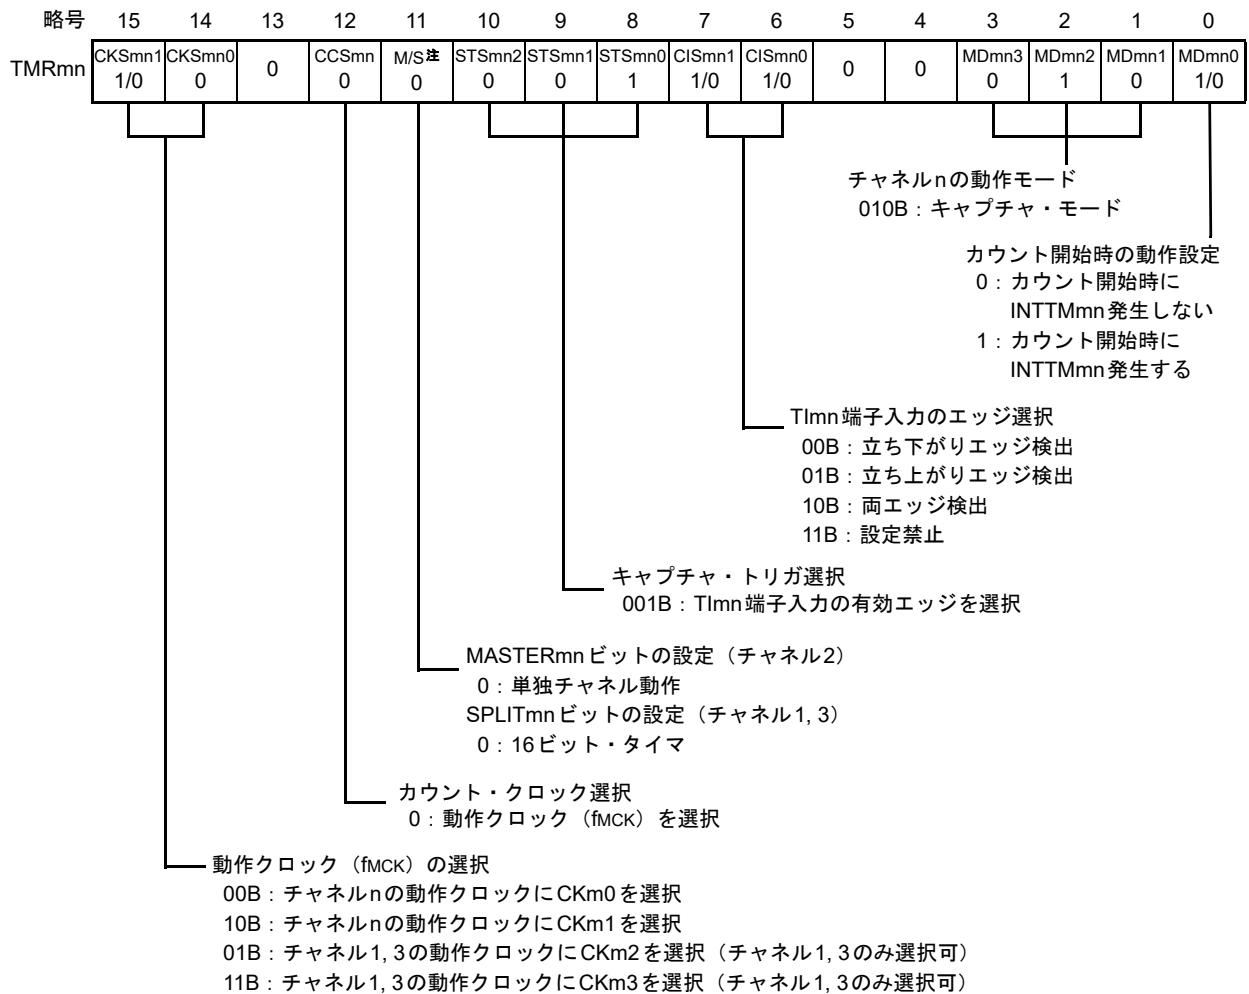 略号 15 14 13 12 11 10 9 8 7 6 5 4 3 2 1 0
TMRmn CKSmn1 CKSmn0 0 CCSmn M/S注 STSmn2 STSmn1 STSmn0 CISmn1 CISmn0 0 0 MDmn3 MDmn2 MDmn1 MDmn0
1/0 0 0 0 0 0 1 1/0 1/0 0 1 0 1/0
チャネルnの動作モード
010B：キャプチャ・モード
カウント開始時の動作設定
0：カウント開始時に
INTTMmn発生しない
1：カウント開始時に
INTTMmn発生する
TImn端子入力のエッジ選択
00B：立ち下がりエッジ検出
01B：立ち上がりエッジ検出
10B：両エッジ検出
11B：設定禁止
キャプチャ・トリガ選択
001B：TImn端子入力の有効エッジを選択
MASTERmnビットの設定（チャネル2）
0：単独チャネル動作
SPLITmnビットの設定（チャネル1, 3）
0：16ビット・タイマ
カウント・クロック選択
0：動作クロック（fMCK）を選択
動作クロック（fMCK）の選択
00B：チャネルnの動作クロックにCKm0を選択
10B：チャネルnの動作クロックにCKm1を選択
01B：チャネル1, 3の動作クロックにCKm2を選択（チャネル1, 3のみ選択可）
11B：チャネル1, 3の動作クロックにCKm3を選択（チャネル1, 3のみ選択可）